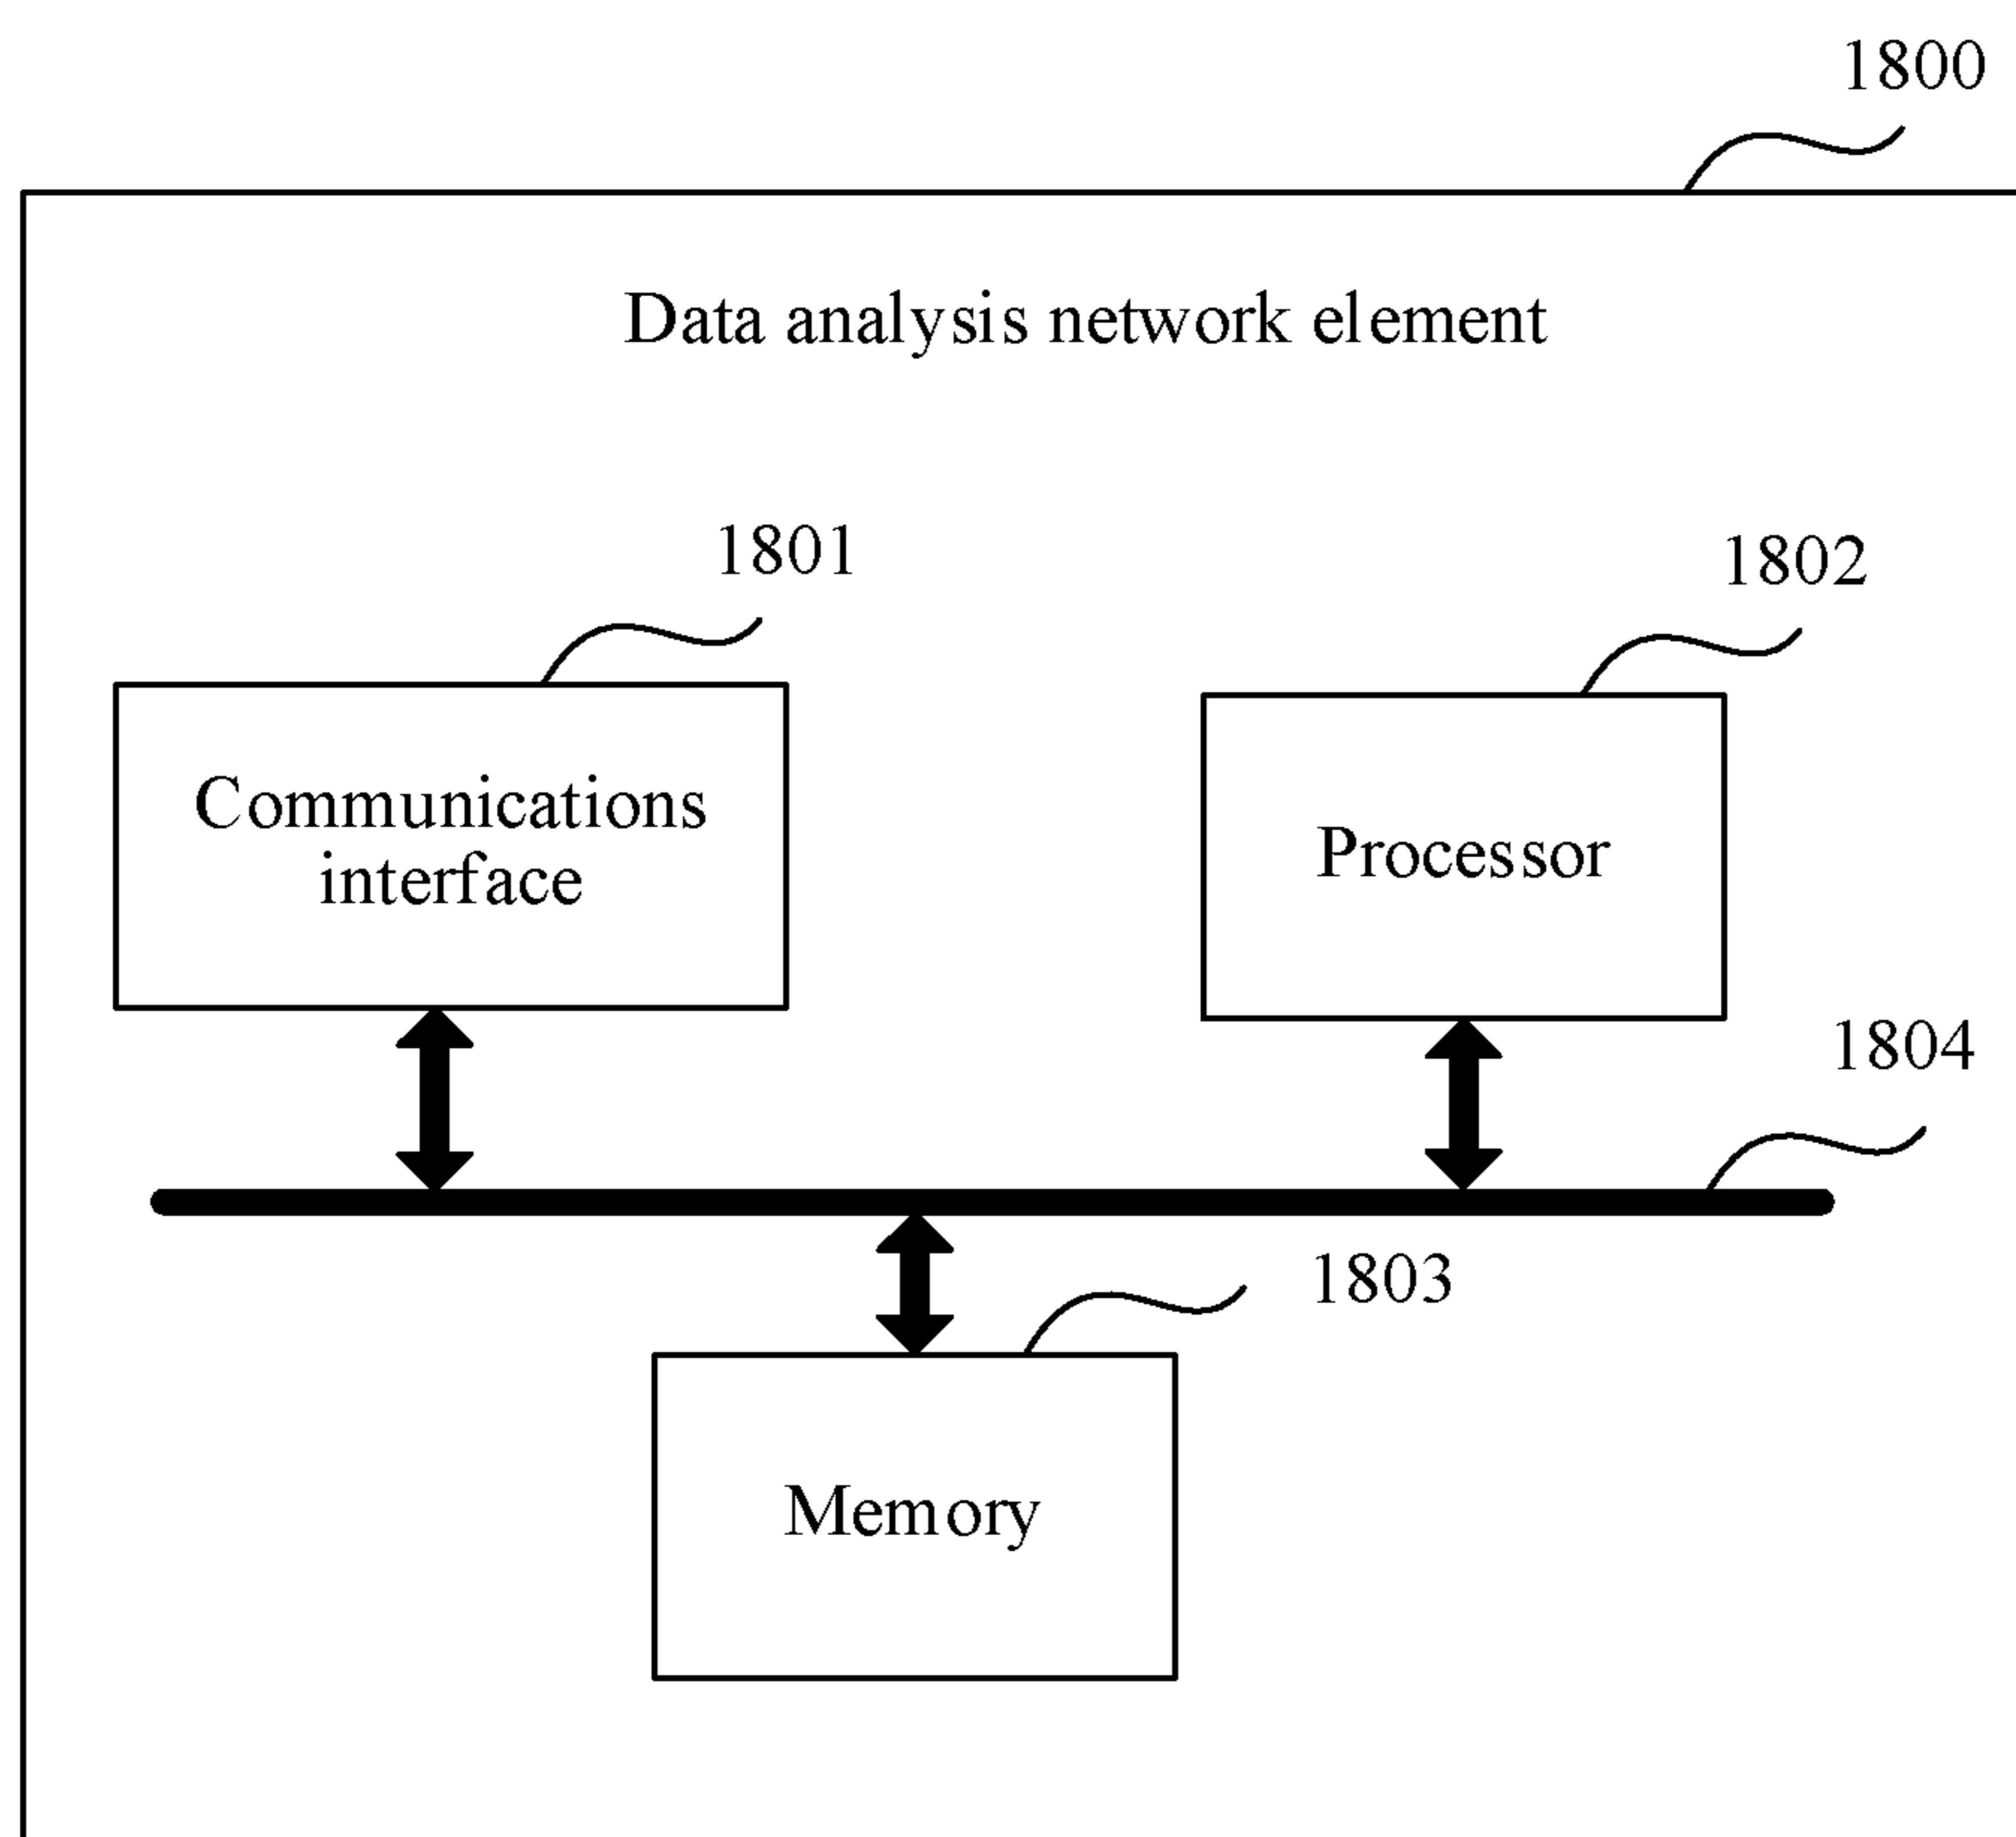 1800
Data analysis network element
1801
1802
Communications
interface
Processor
1804
1803
Memory